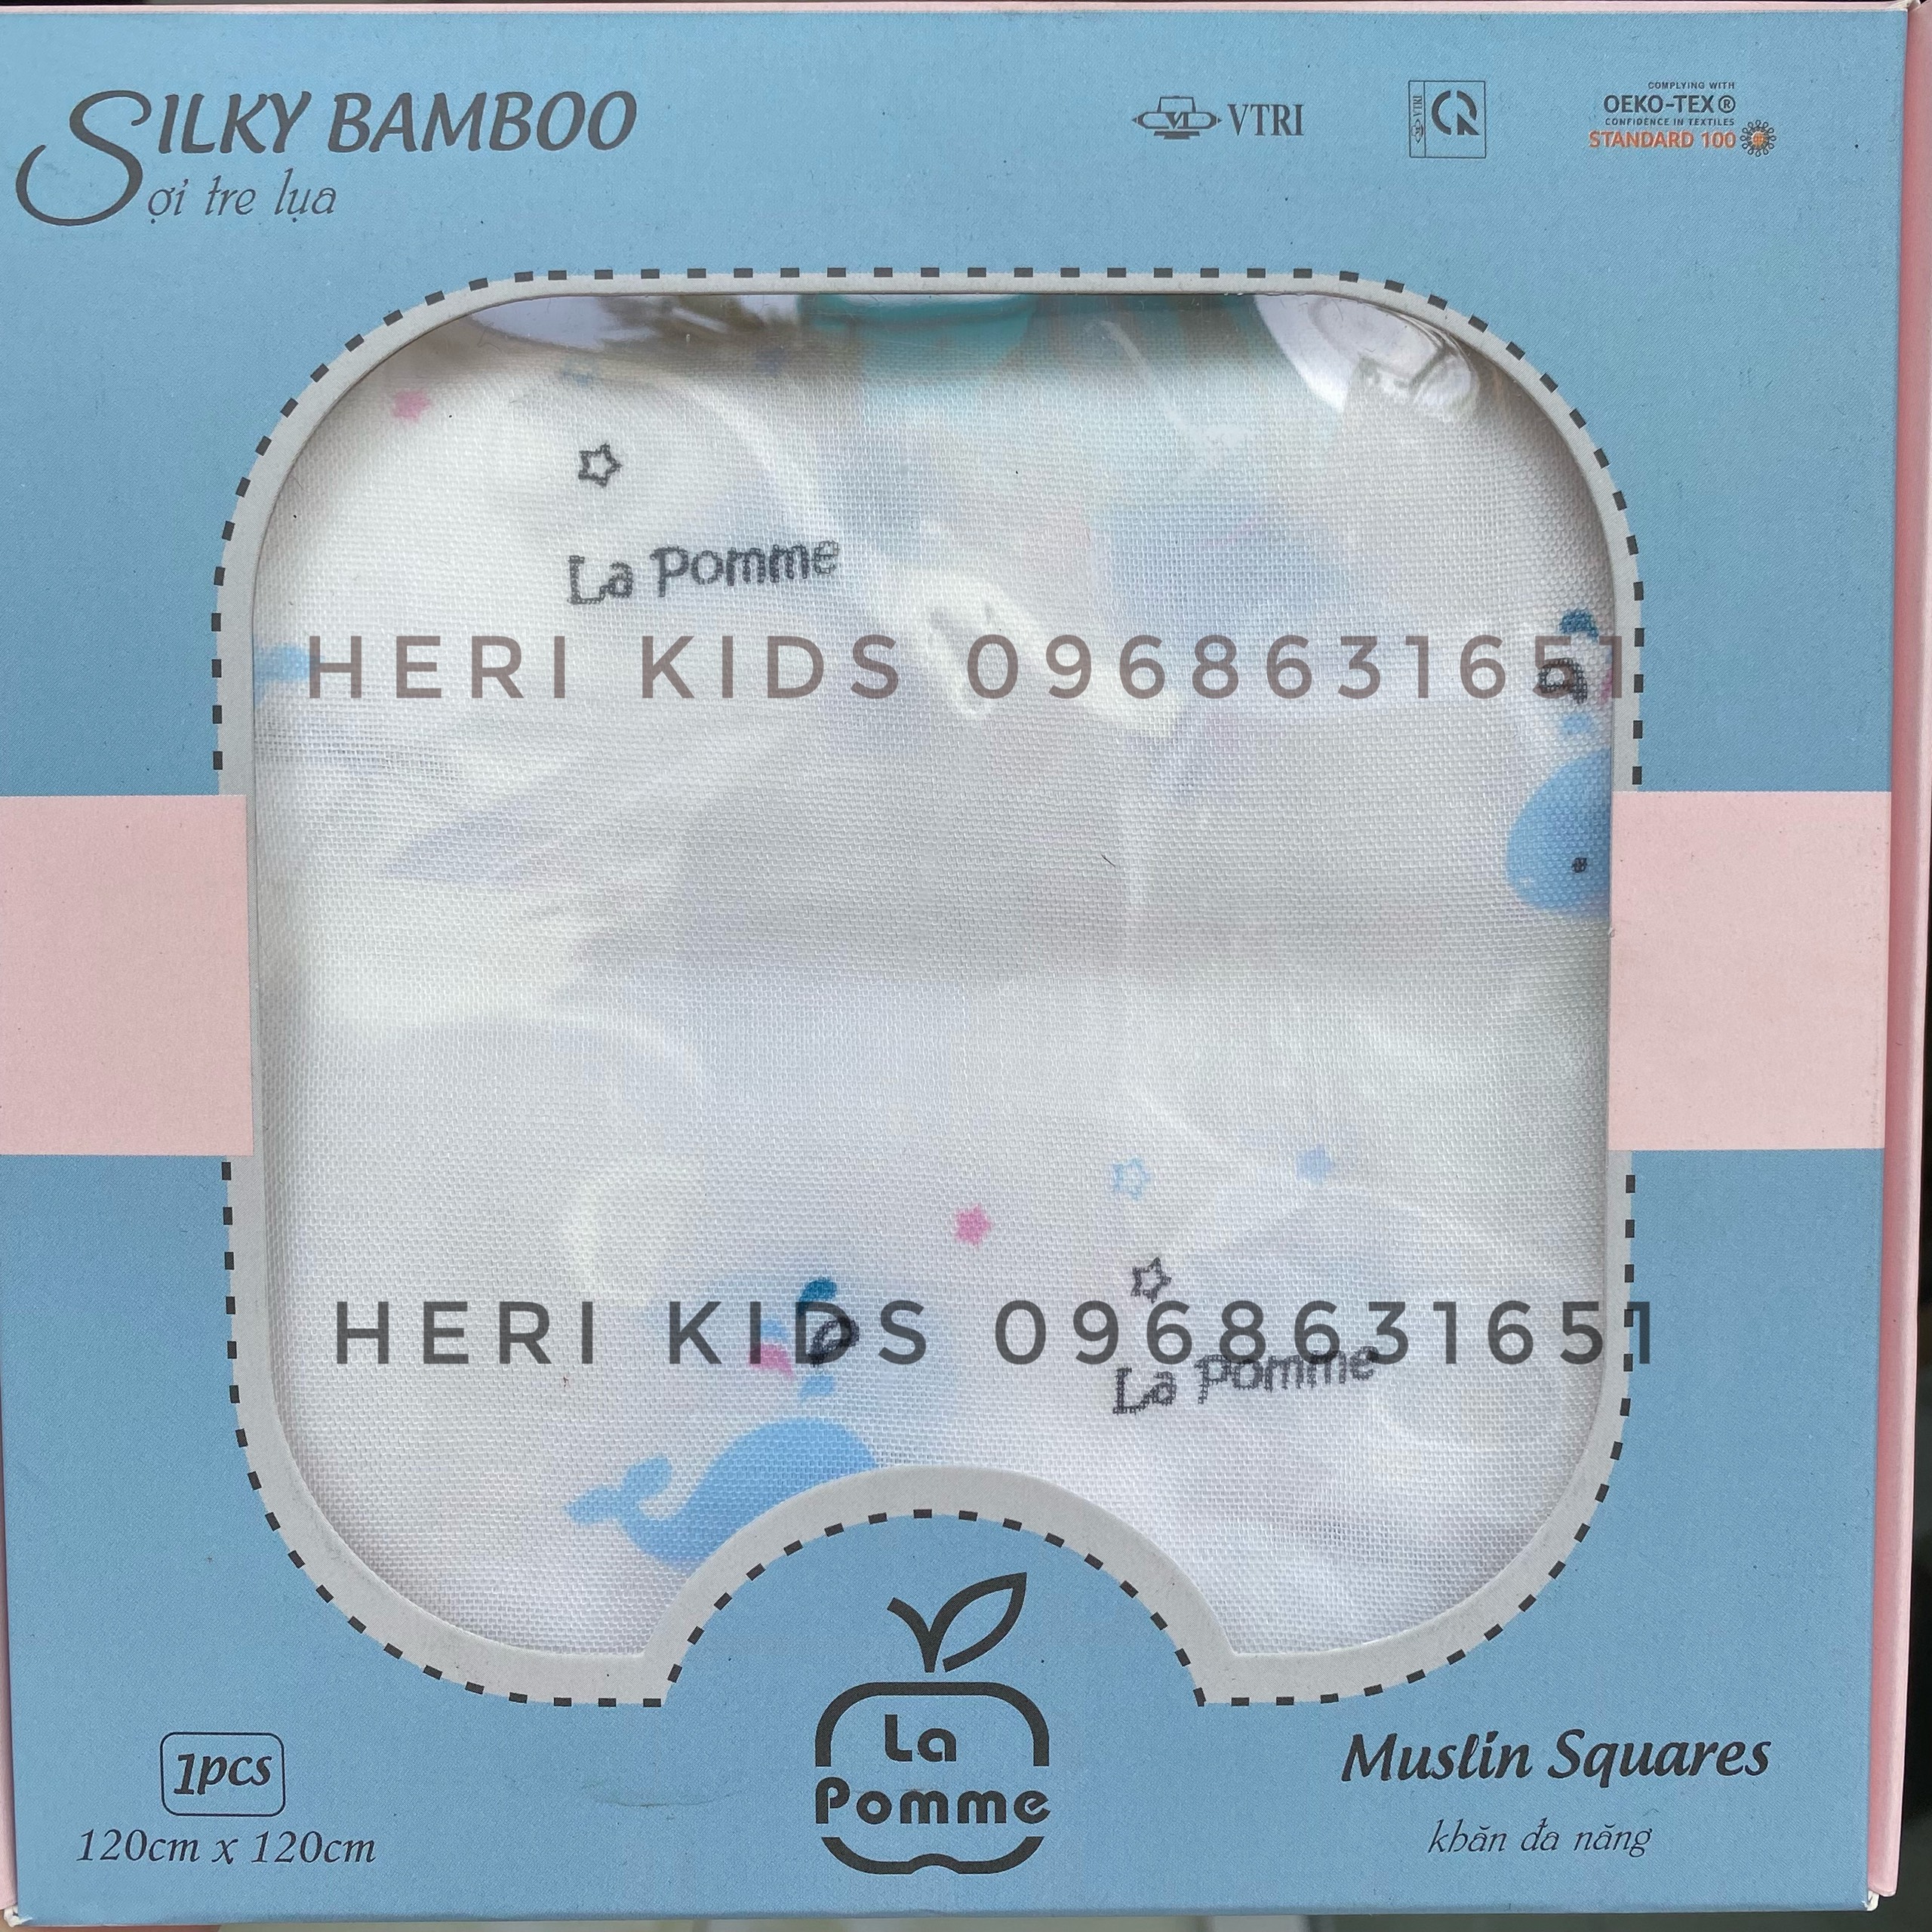 SILKY BAMBOO
Sợi tre lụa
VTRI
VTRI
COMPLYING WITH
OEKO-TEX®
CONFIDENCE IN TEXTILES
STANDARD 100
La Pomme
HERI KIDS 0968631651
HERI KIDS 0968631651
La Pomme
La
Pomme
1pcs
120cm x 120cm
Muslin Squares
khăn đa năng